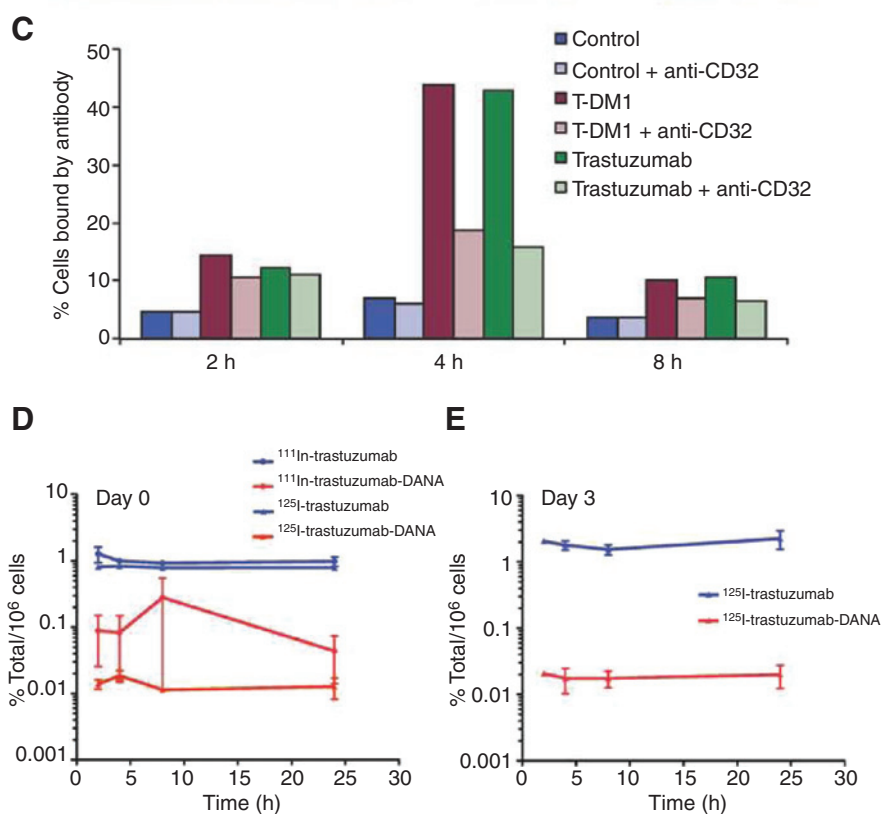 C
% Cells bound by antibody
50
40
30
20
10
0
2 h
4 h
8 h
Control
Control + anti-CD32
T-DM1
T-DM1 + anti-CD32
Trastuzumab
Trastuzumab + anti-CD32
D
Day 0
¹¹¹In-trastuzumab
¹¹¹In-trastuzumab-DANA
¹²⁵I-trastuzumab
¹²⁵I-trastuzumab-DANA
% Total/10⁶ cells
10
1
0.1
0.01
0.001
0 5 10 15 20 25 30
Time (h)
E
Day 3
¹²⁵I-trastuzumab
¹²⁵I-trastuzumab-DANA
% Total/10⁶ cells
10
1
0.1
0.01
0.001
0 5 10 15 20 25 30
Time (h)